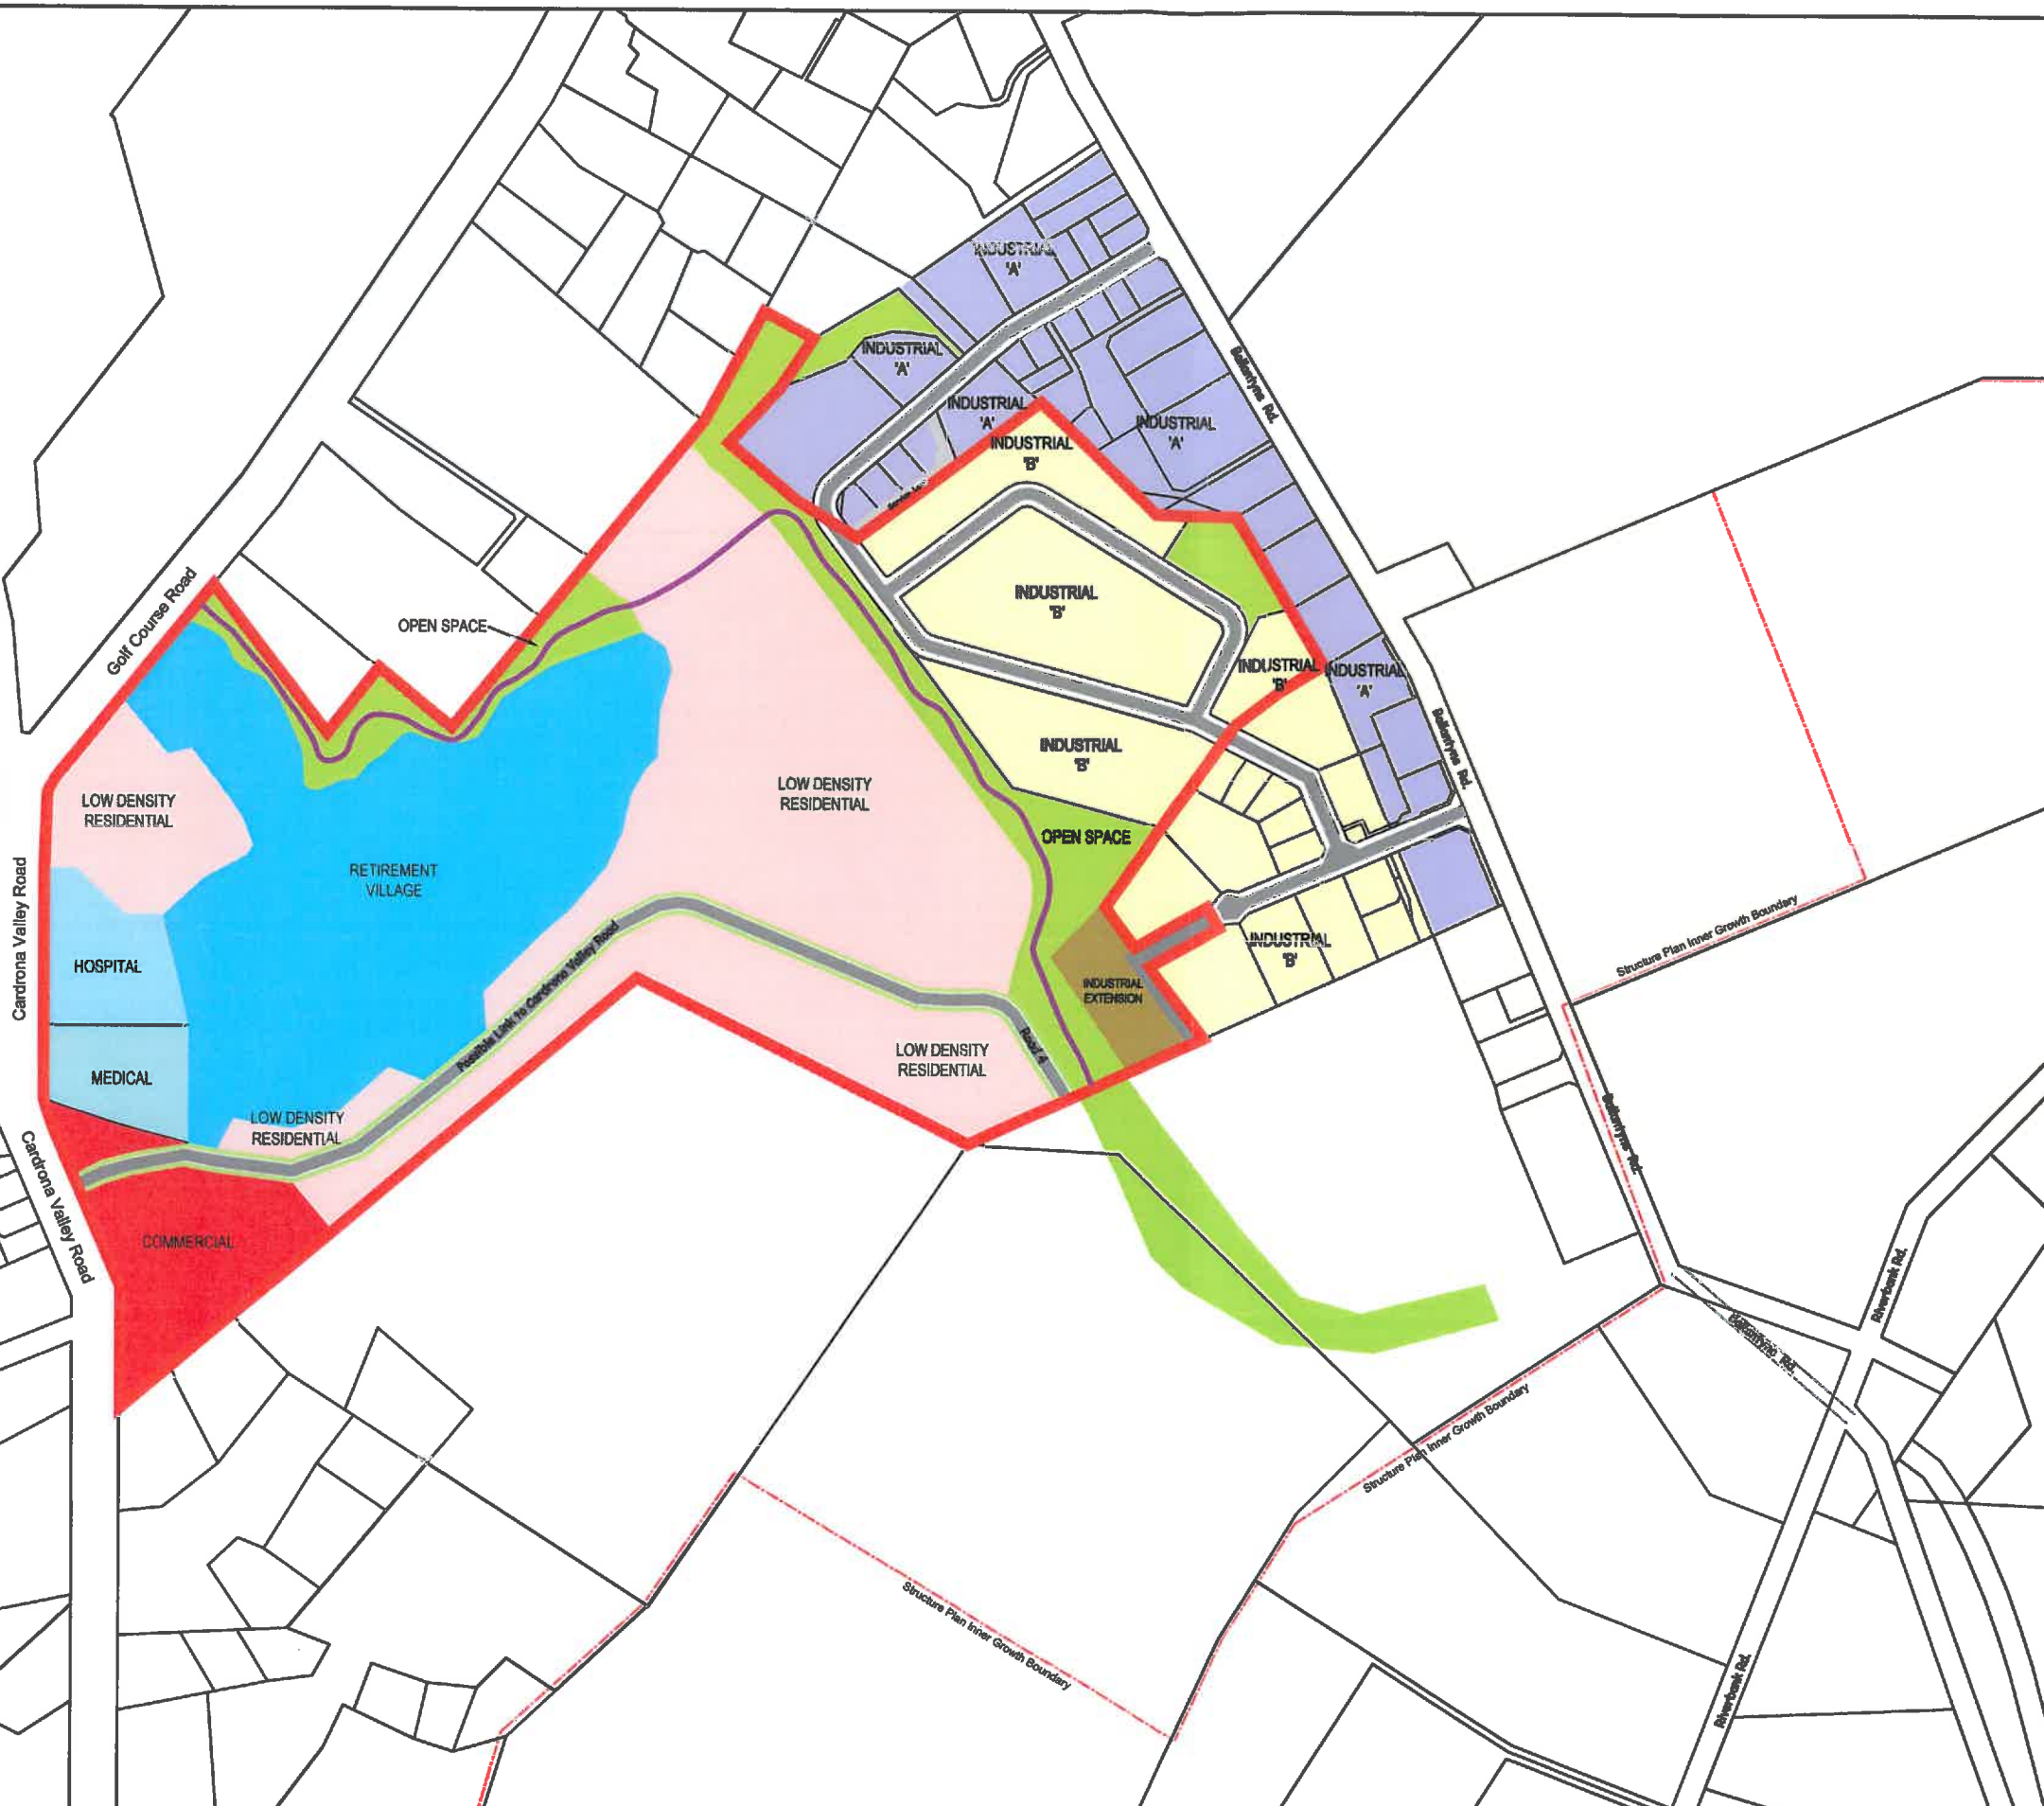 INDUSTRIAL
'A'
INDUSTRIAL
'A'
Ballantyne Rd.
INDUSTRIAL
'A'
INDUSTRIAL
'A'
INDUSTRIAL
'B'
Golf Course Road
OPEN SPACE
INDUSTRIAL
'B'
INDUSTRIAL
'B'
INDUSTRIAL
'A'
Ballantyne Rd.
INDUSTRIAL
'B'
LOW DENSITY
RESIDENTIAL
LOW DENSITY
RESIDENTIAL
OPEN SPACE
Cardrona Valley Road
RETIREMENT
VILLAGE
HOSPITAL
Possible Link to Cardrona Valley Road
INDUSTRIAL
'B'
Structure Plan Inner Growth Boundary
INDUSTRIAL
EXTENSION
Road 4
LOW DENSITY
RESIDENTIAL
MEDICAL
LOW DENSITY
RESIDENTIAL
Ballantyne Rd.
Cardrona Valley Road
COMMERCIAL
Riverbank Rd.
Ballantyne Rd.
Structure Plan Inner Growth Boundary
Structure Plan Inner Growth Boundary
Riverbank Rd.